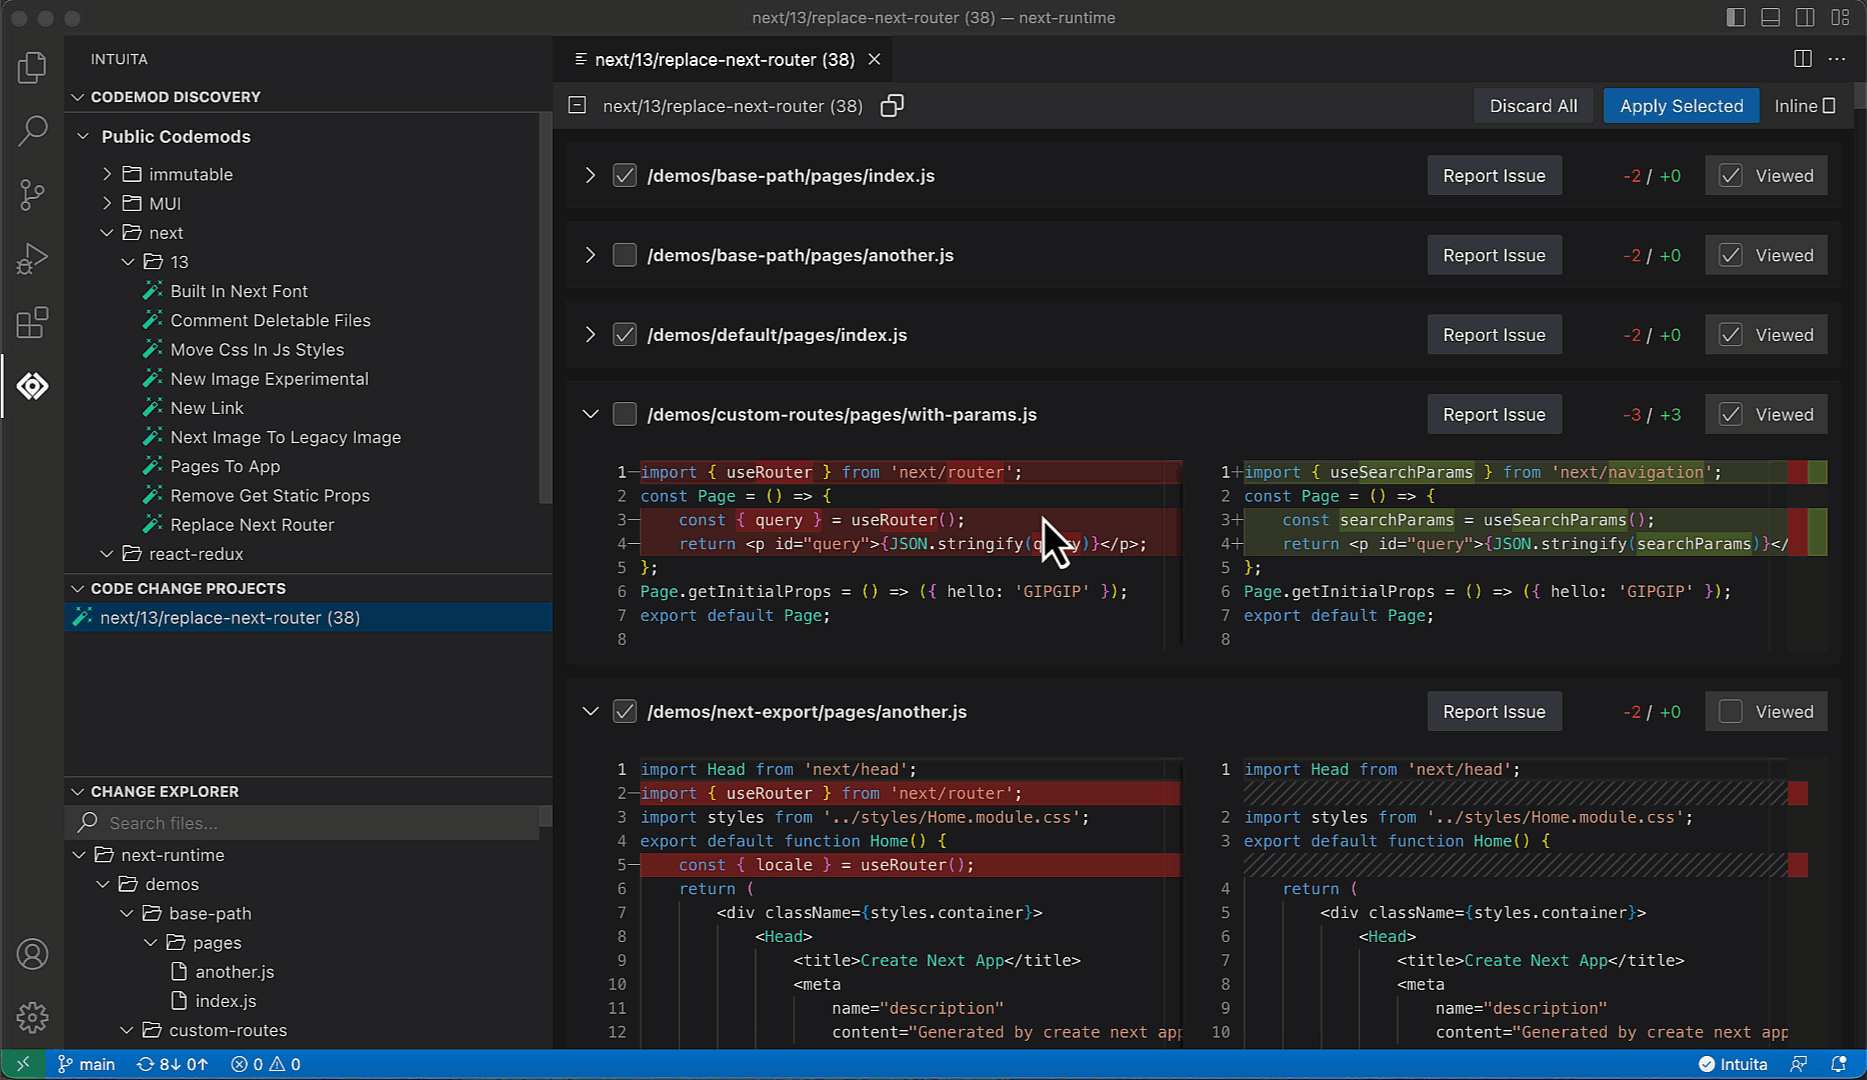 next/13/replace-next-router (38) — next-runtime
INTUITA
CODEMOD DISCOVERY
Public Codemods
immutable
MUI
next
13
Built In Next Font
Comment Deletable Files
Move Css In Js Styles
New Image Experimental
New Link
Next Image To Legacy Image
Pages To App
Remove Get Static Props
Replace Next Router
react-redux
CODE CHANGE PROJECTS
next/13/replace-next-router (38)
CHANGE EXPLORER
Search files...
next-runtime
demos
base-path
pages
another.js
index.js
custom-routes
next/13/replace-next-router (38)
next/13/replace-next-router (38) Discard All Apply Selected Inline
/demos/base-path/pages/index.js Report Issue -2 / +0 Viewed
/demos/base-path/pages/another.js Report Issue -2 / +0 Viewed
/demos/default/pages/index.js Report Issue -2 / +0 Viewed
/demos/custom-routes/pages/with-params.js Report Issue -3 / +3 Viewed
1—import { useRouter } from 'next/router';
2 const Page = () => {
3— const { query } = useRouter();
4— return <p id="query">{JSON.stringify(query)}</p>;
5 };
6 Page.getInitialProps = () => ({ hello: 'GIPGIP' });
7 export default Page;
8
1+import { useSearchParams } from 'next/navigation';
2 const Page = () => {
3+ const searchParams = useSearchParams();
4+ return <p id="query">{JSON.stringify(searchParams)}</
5 };
6 Page.getInitialProps = () => ({ hello: 'GIPGIP' });
7 export default Page;
8
/demos/next-export/pages/another.js Report Issue -2 / +0 Viewed
1 import Head from 'next/head';
2—import { useRouter } from 'next/router';
3 import styles from '../styles/Home.module.css';
4 export default function Home() {
5— const { locale } = useRouter();
6 return (
7 <div className={styles.container}>
8 <Head>
9 <title>Create Next App</title>
10 <meta
11 name="description"
12 content="Generated by create next app
1 import Head from 'next/head';
2 import styles from '../styles/Home.module.css';
3 export default function Home() {
4 return (
5 <div className={styles.container}>
6 <Head>
7 <title>Create Next App</title>
8 <meta
9 name="description"
10 content="Generated by create next app
main 8↓ 0↑ 0 0 Intuita